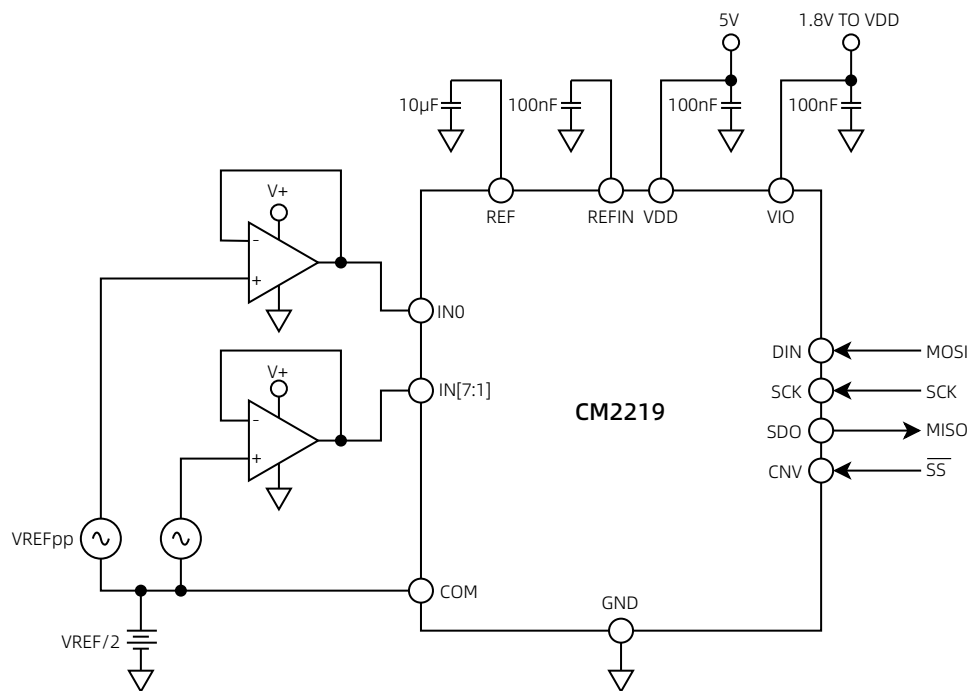 5V
1.8V TO VDD
10μF
100nF
100nF
100nF
REF
REFIN
VDD
VIO
V+
-
+
IN0
V+
-
+
IN[7:1]
CM2219
DIN
MOSI
SCK
SCK
SDO
MISO
CNV
SS
VREFpp
COM
GND
VREF/2